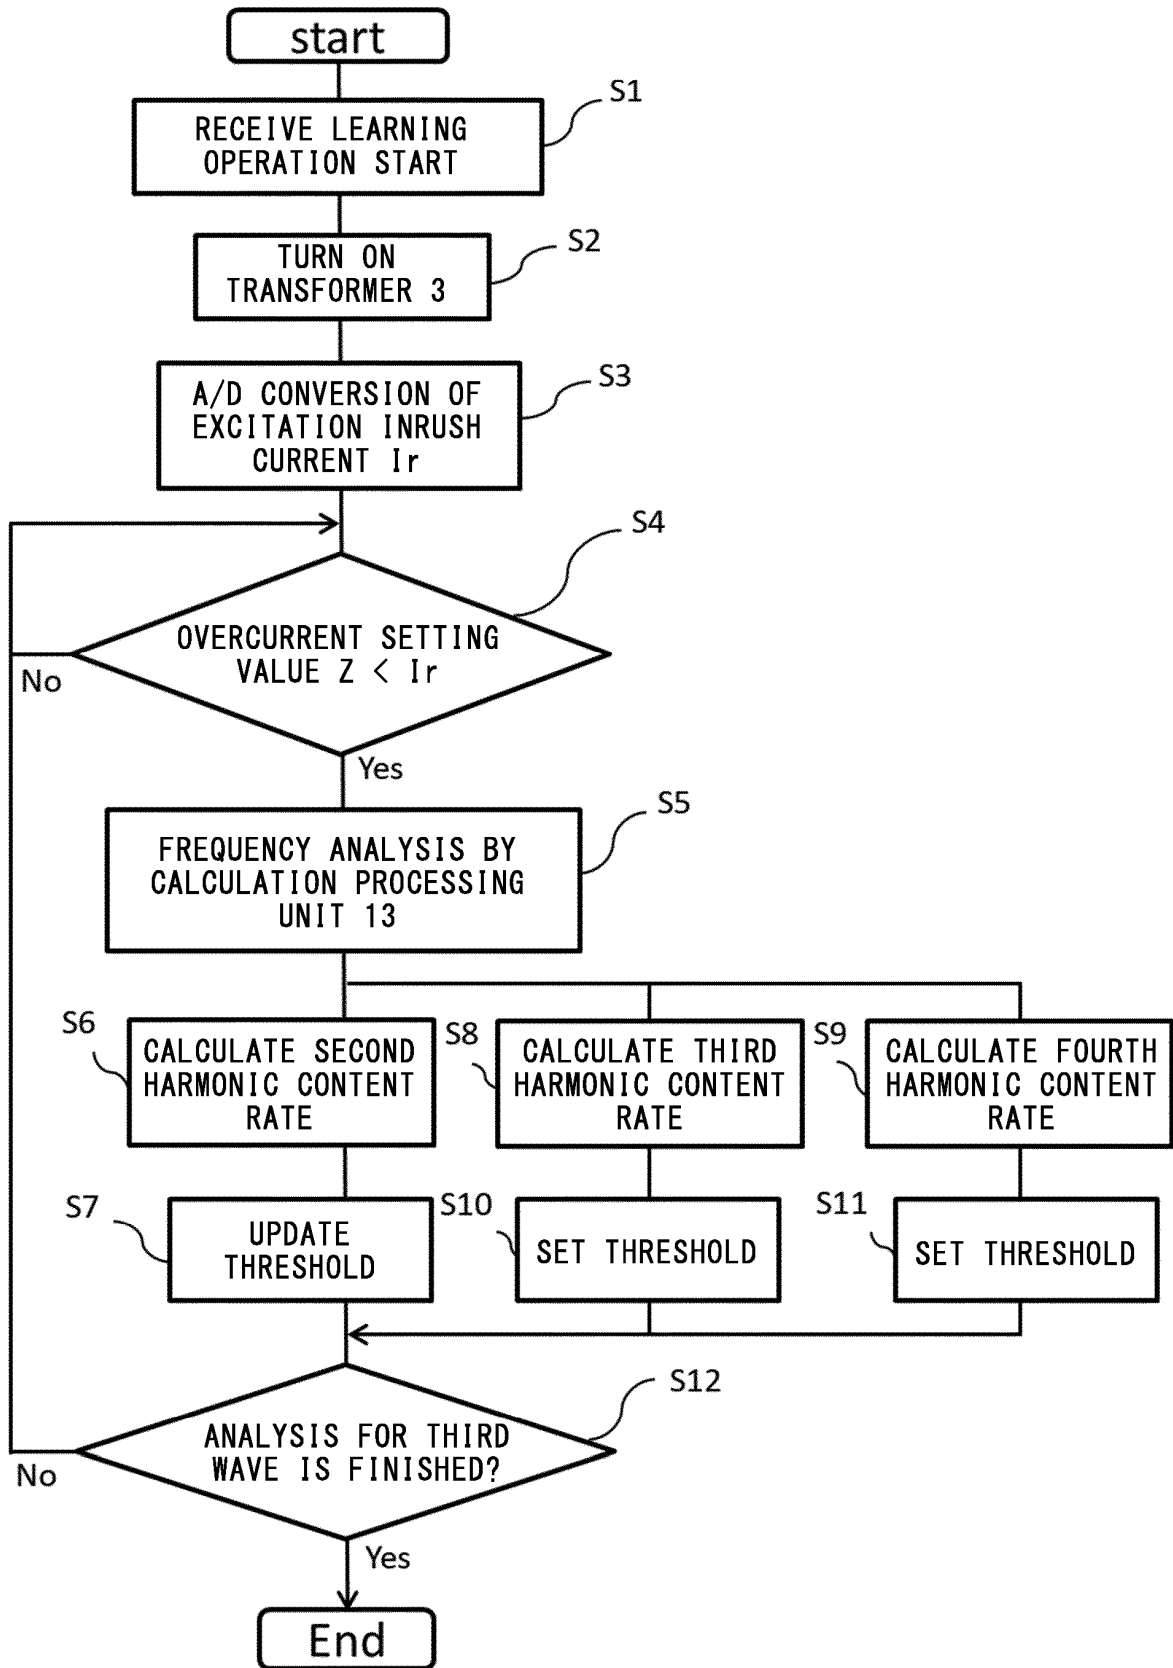 start
S1
RECEIVE LEARNING
OPERATION START
S2
TURN ON
TRANSFORMER 3
S3
A/D CONVERSION OF
EXCITATION INRUSH
CURRENT Ir
S4
OVERCURRENT SETTING
VALUE Z < Ir
No
Yes
S5
FREQUENCY ANALYSIS BY
CALCULATION PROCESSING
UNIT 13
S6
CALCULATE SECOND
HARMONIC CONTENT
RATE
S8
CALCULATE THIRD
HARMONIC CONTENT
RATE
S9
CALCULATE FOURTH
HARMONIC CONTENT
RATE
S7
UPDATE
THRESHOLD
S10
SET THRESHOLD
S11
SET THRESHOLD
S12
ANALYSIS FOR THIRD
WAVE IS FINISHED?
No
Yes
End